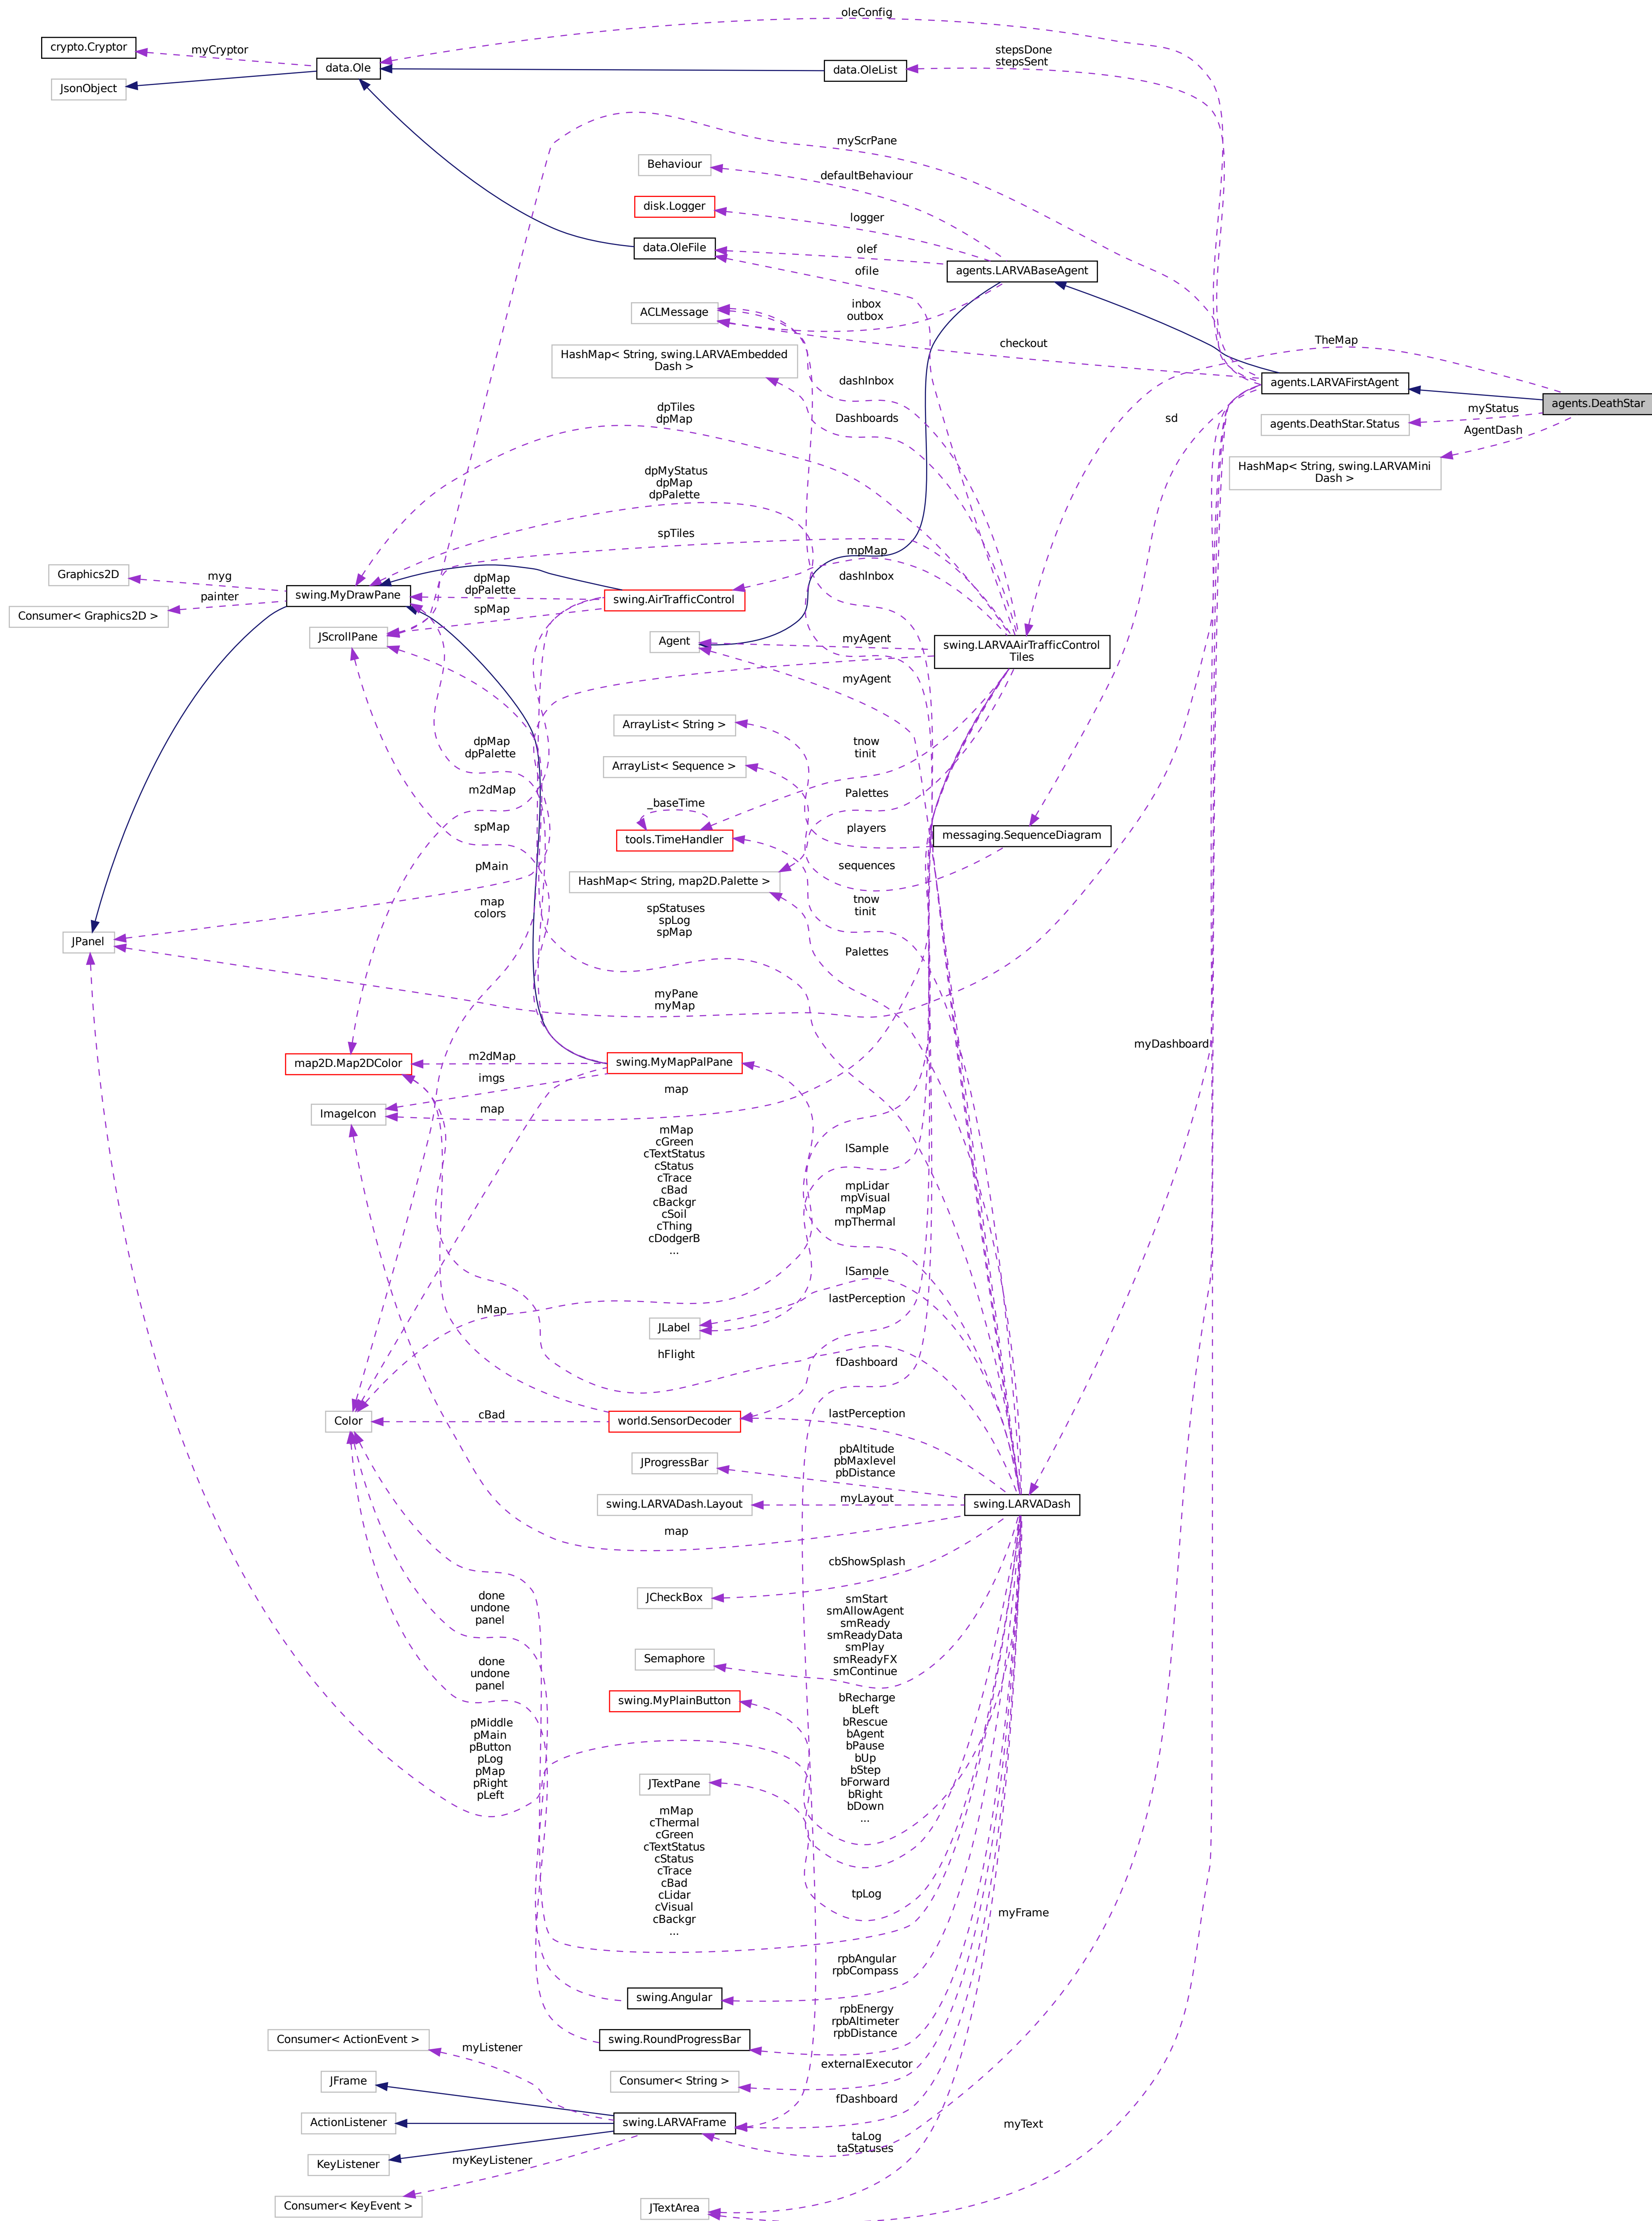 oleConfig
crypto.Cryptor
myCryptor
stepsDone
stepsSent
data.Ole
data.OleList
JsonObject
myScrPane
Behaviour
defaultBehaviour
disk.Logger
logger
data.OleFile
olef
ofile
agents.LARVABaseAgent
ACLMessage
inbox
outbox
checkout
TheMap
HashMap< String, swing.LARVAEmbedded
Dash >
dashInbox
agents.LARVAFirstAgent
agents.DeathStar
dpTiles
dpMap
Dashboards
sd
myStatus
agents.DeathStar.Status
AgentDash
HashMap< String, swing.LARVAMini
Dash >
dpMyStatus
dpMap
dpPalette
spTiles
mpMap
Graphics2D
myg
dashInbox
dpMap
dpPalette
swing.MyDrawPane
painter
swing.AirTrafficControl
Consumer< Graphics2D >
spMap
JScrollPane
Agent
myAgent
swing.LARVAAirTrafficControl
Tiles
myAgent
ArrayList< String >
dpMap
dpPalette
tnow
tinit
ArrayList< Sequence >
m2dMap
Palettes
_baseTime
spMap
players
messaging.SequenceDiagram
tools.TimeHandler
pMain
sequences
HashMap< String, map2D.Palette >
map
colors
tnow
tinit
spStatuses
spLog
spMap
JPanel
Palettes
myPane
myMap
myDashboard
map2D.Map2DColor
m2dMap
swing.MyMapPalPane
imgs
map
ImageIcon
map
mMap
cGreen
cTextStatus
cStatus
cTrace
cBad
cBackgr
cSoil
cThing
cDodgerB
...
lSample
mpLidar
mpVisual
mpMap
mpThermal
lSample
lastPerception
hMap
JLabel
hFlight
fDashboard
Color
cBad
world.SensorDecoder
lastPerception
JProgressBar
pbAltitude
pbMaxlevel
pbDistance
swing.LARVADash.Layout
myLayout
swing.LARVADash
map
cbShowSplash
JCheckBox
done
undone
panel
smStart
smAllowAgent
smReady
smReadyData
smPlay
smReadyFX
smContinue
Semaphore
done
undone
panel
swing.MyPlainButton
bRecharge
bLeft
bRescue
bAgent
bPause
bUp
bStep
bForward
bRight
bDown
...
pMiddle
pMain
pButton
pLog
pMap
pRight
pLeft
JTextPane
mMap
cThermal
cGreen
cTextStatus
cStatus
cTrace
cBad
cLidar
cVisual
cBackgr
...
tpLog
myFrame
rpbAngular
rpbCompass
swing.Angular
rpbEnergy
rpbAltimeter
rpbDistance
Consumer< ActionEvent >
myListener
swing.RoundProgressBar
externalExecutor
JFrame
Consumer< String >
fDashboard
ActionListener
swing.LARVAFrame
myText
taLog
taStatuses
KeyListener
myKeyListener
Consumer< KeyEvent >
JTextArea